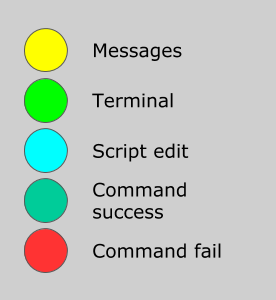 Messages
Terminal
Script edit
Command
success
Command fail